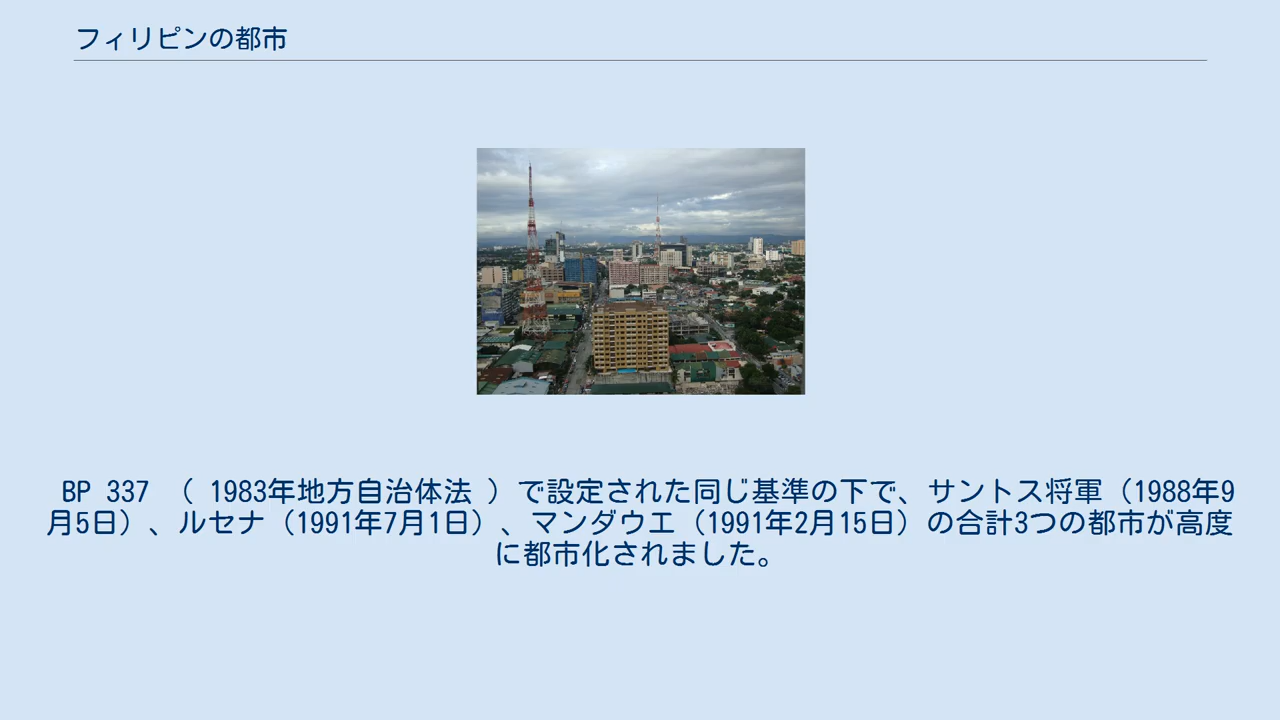 フィリピンの都市
BP 337 （ 1983年地方自治体法 ）で設定された同じ基準の下で、サントス将軍（1988年9
月5日）、ルセナ（1991年7月1日）、マンダウエ（1991年2月15日）の合計3つの都市が高度
に都市化されました。